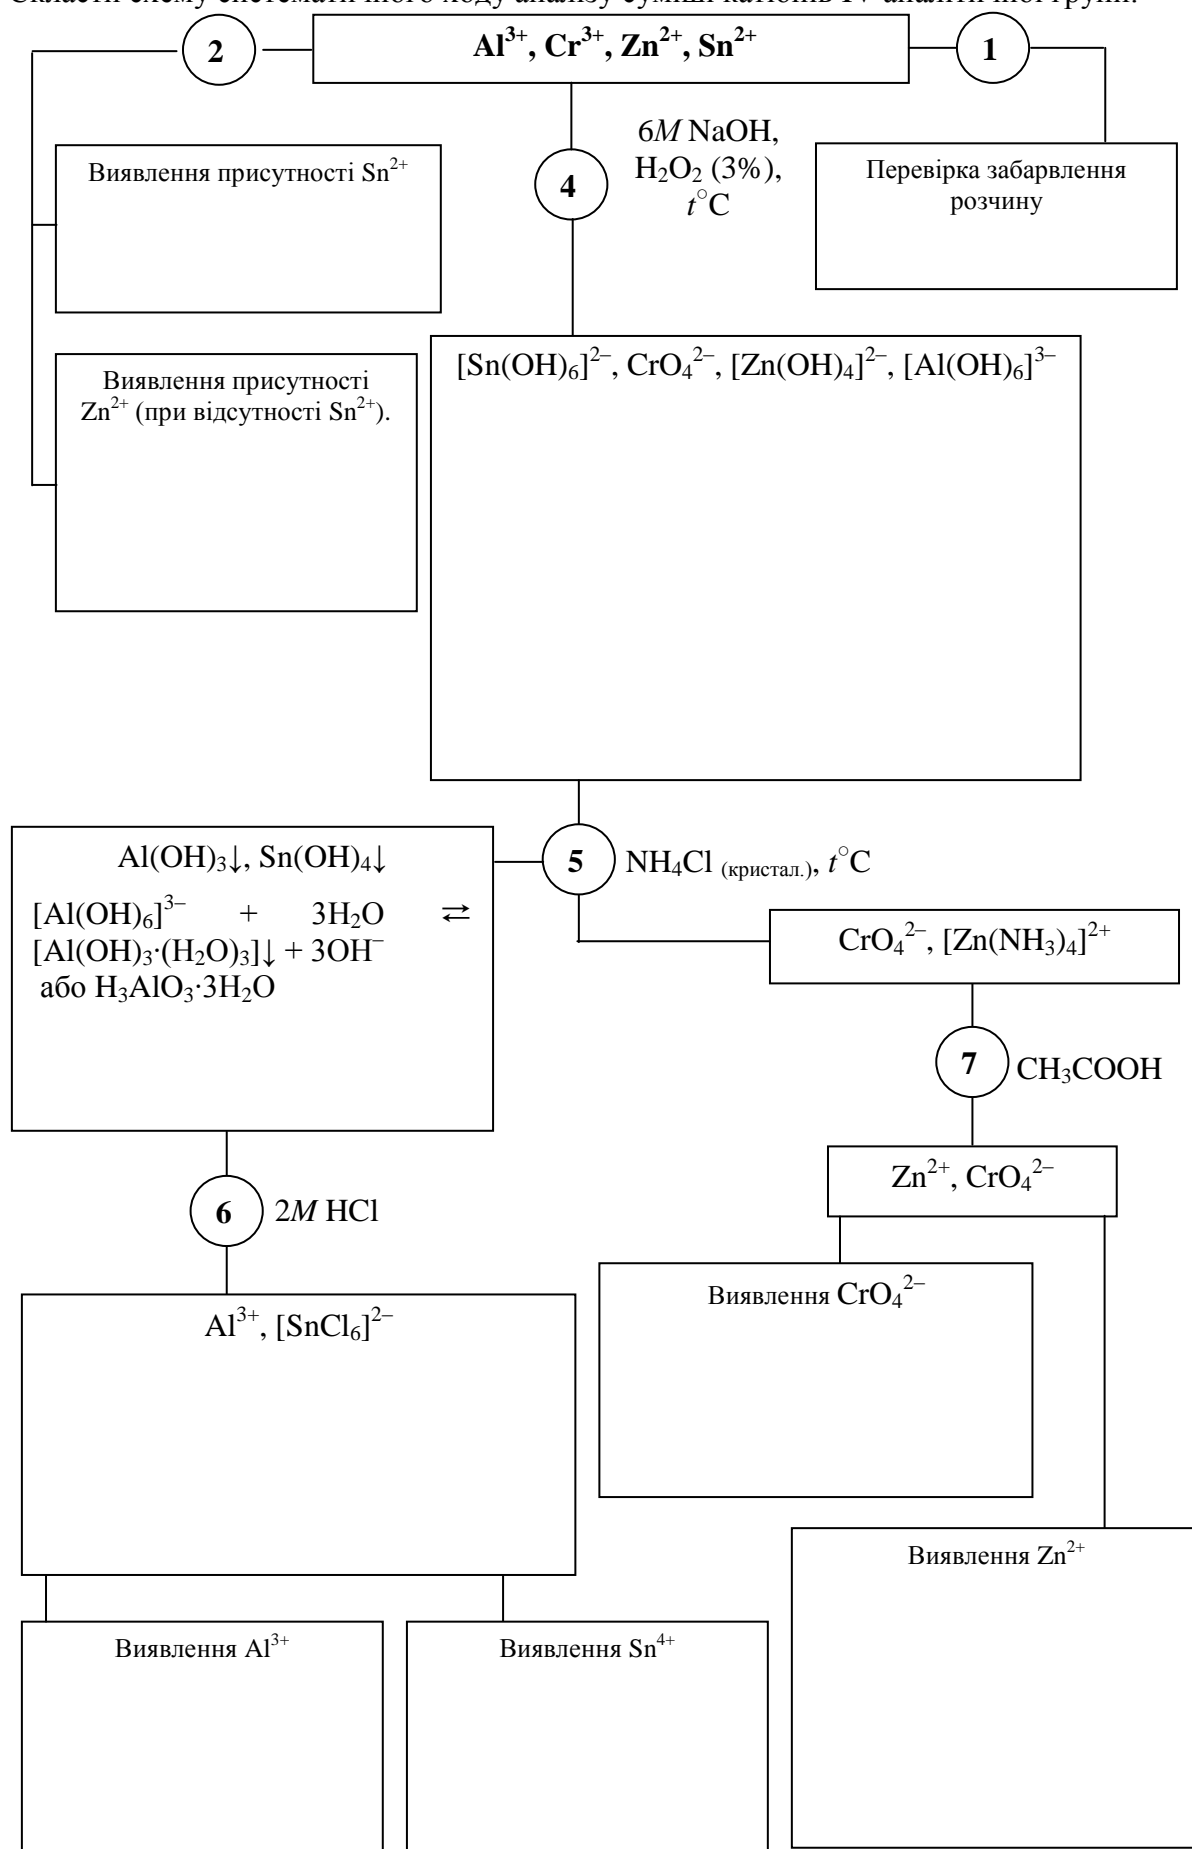 2
Al³⁺, Cr³⁺, Zn²⁺, Sn²⁺
1
6M NaOH,
H₂O₂ (3%),
t°C
4
Виявлення присутності Sn²⁺
Перевірка забарвлення
розчину
Виявлення присутності
Zn²⁺ (при відсутності Sn²⁺).
[Sn(OH)₆]²⁻, CrO₄²⁻, [Zn(OH)₄]²⁻, [Al(OH)₆]³⁻
5
NH₄Cl (кристал.), t°C
Al(OH)₃↓, Sn(OH)₄↓
[Al(OH)₆]³⁻ + 3H₂O ⇄
[Al(OH)₃·(H₂O)₃]↓ + 3OH⁻
або H₃AlO₃·3H₂O
CrO₄²⁻, [Zn(NH₃)₄]²⁺
7
CH₃COOH
Zn²⁺, CrO₄²⁻
6
2M HCl
Виявлення CrO₄²⁻
Al³⁺, [SnCl₆]²⁻
Виявлення Zn²⁺
Виявлення Al³⁺
Виявлення Sn⁴⁺